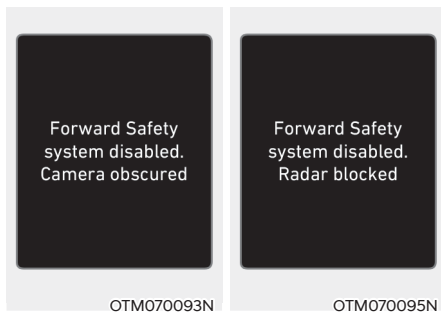 Forward Safety
system disabled.
Camera obscured
OTM070093N
Forward Safety
system disabled.
Radar blocked
OTM070095N